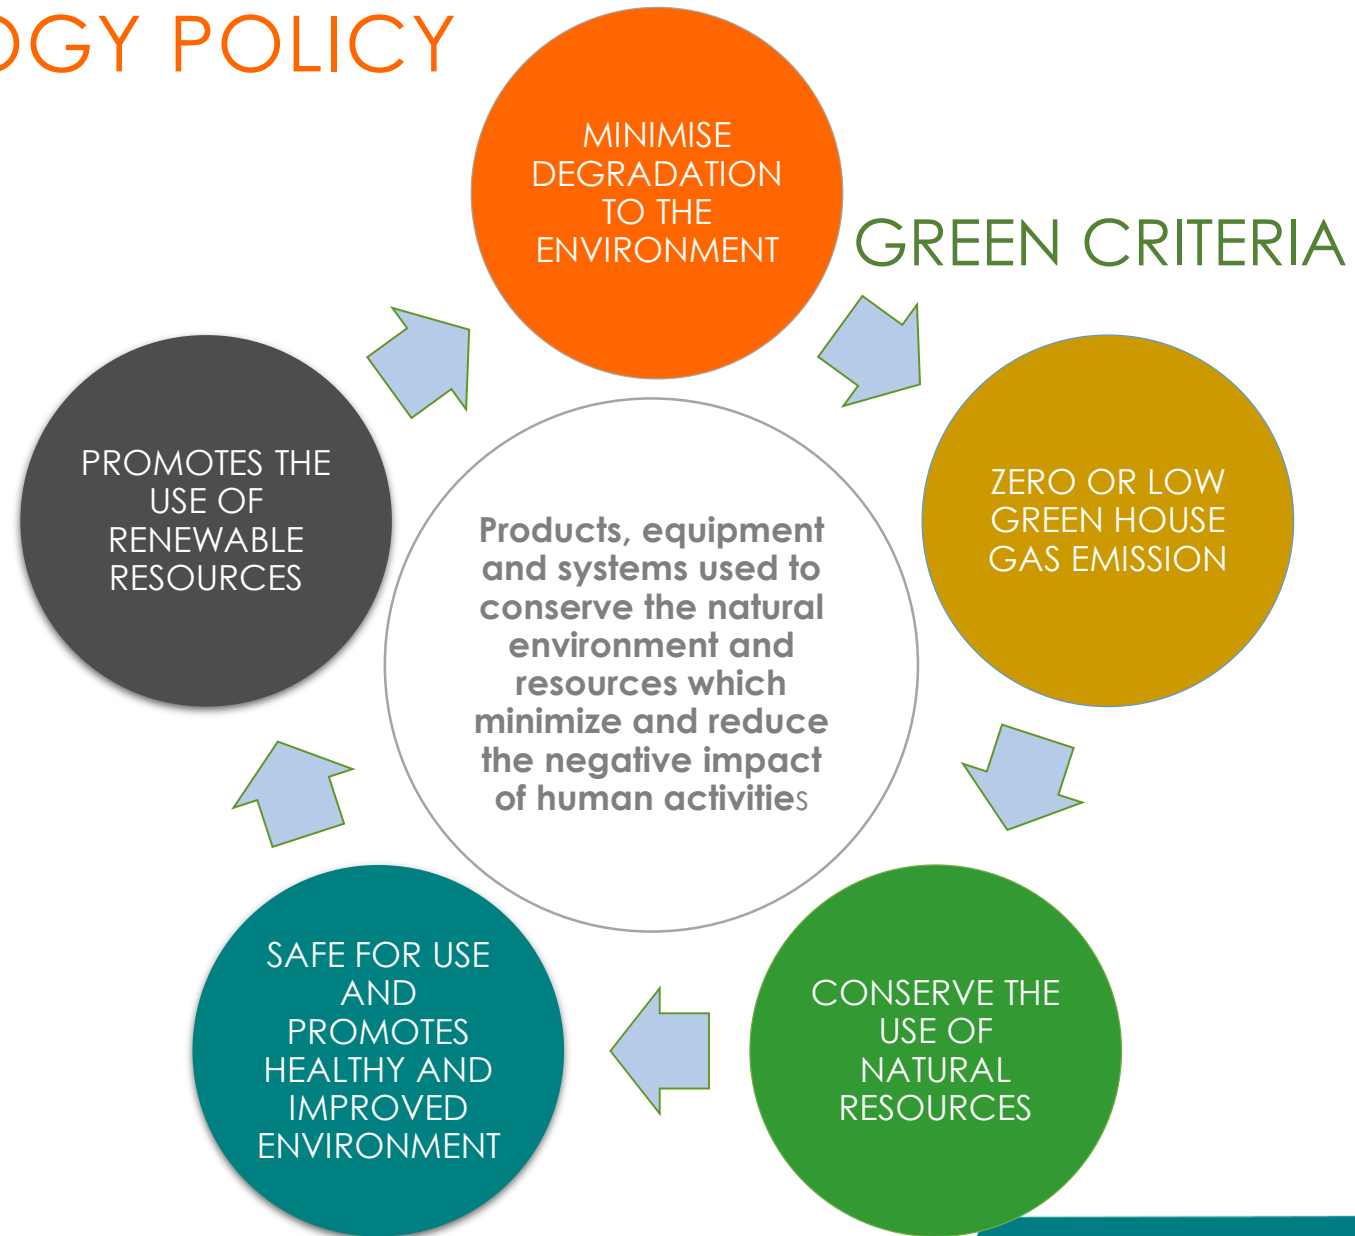 OGY POLICY
GREEN CRITERIA
MINIMISE
DEGRADATION
TO THE
ENVIRONMENT
ZERO OR LOW
GREEN HOUSE
GAS EMISSION
CONSERVE THE
USE OF
NATURAL
RESOURCES
SAFE FOR USE
AND
PROMOTES
HEALTHY AND
IMPROVED
ENVIRONMENT
PROMOTES THE
USE OF
RENEWABLE
RESOURCES
Products, equipment
and systems used to
conserve the natural
environment and
resources which
minimize and reduce
the negative impact
of human activities